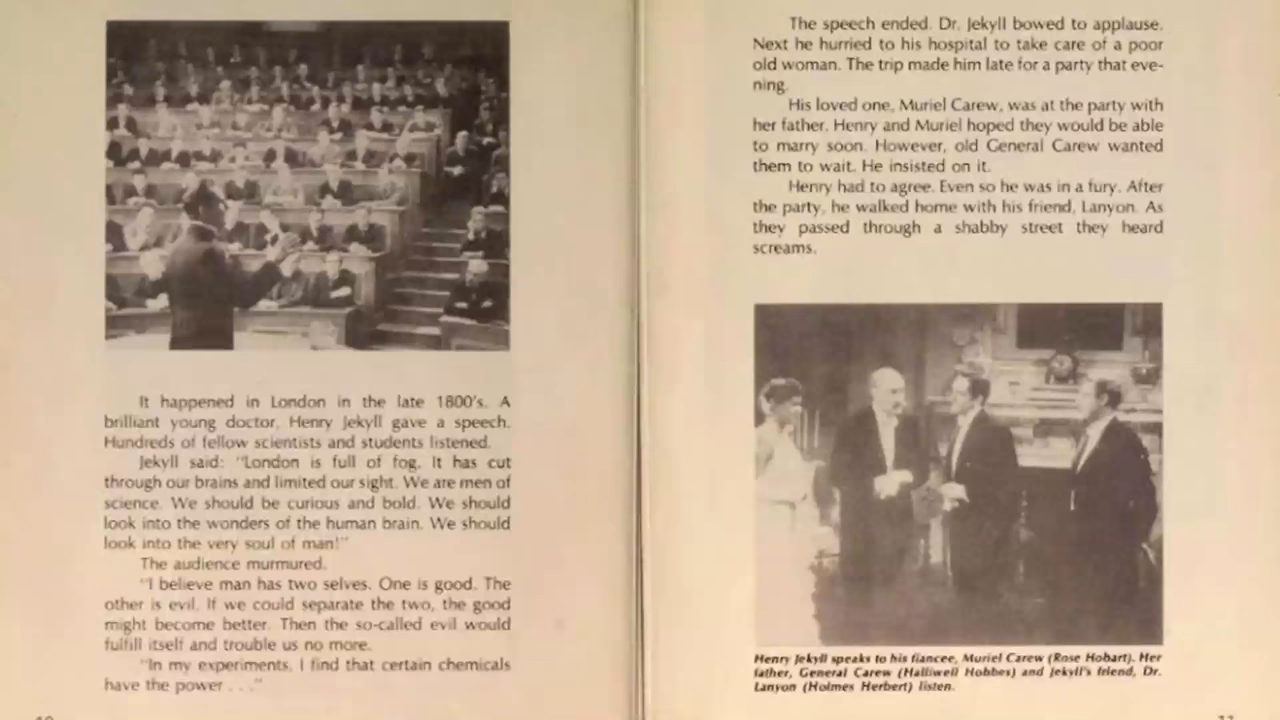 It happened in London in the late 1800's. A
brilliant young doctor, Henry Jekyll gave a speech.
Hundreds of fellow scientists and students listened.
Jekyll said: "London is full of fog. It has cut
through our brains and limited our sight. We are men of
science. We should be curious and bold. We should
look into the wonders of the human brain. We should
look into the very soul of man!"
The audience murmured.
"I believe man has two selves. One is good. The
other is evil. If we could separate the two, the good
might become better. Then the so-called evil would
fulfill itself and trouble us no more.
"In my experiments, I find that certain chemicals
have the power . . ."
The speech ended. Dr. Jekyll bowed to applause.
Next he hurried to his hospital to take care of a poor
old woman. The trip made him late for a party that eve-
ning.
His loved one, Muriel Carew, was at the party with
her father. Henry and Muriel hoped they would be able
to marry soon. However, old General Carew wanted
them to wait. He insisted on it.
Henry had to agree. Even so he was in a fury. After
the party, he walked home with his friend, Lanyon. As
they passed through a shabby street they heard
screams.
Henry Jekyll speaks to his fiancee, Muriel Carew (Rose Hobart). Her
father, General Carew (Halliwell Hobbes) and Jekyll's friend, Dr.
Lanyon (Holmes Herbert) listen.